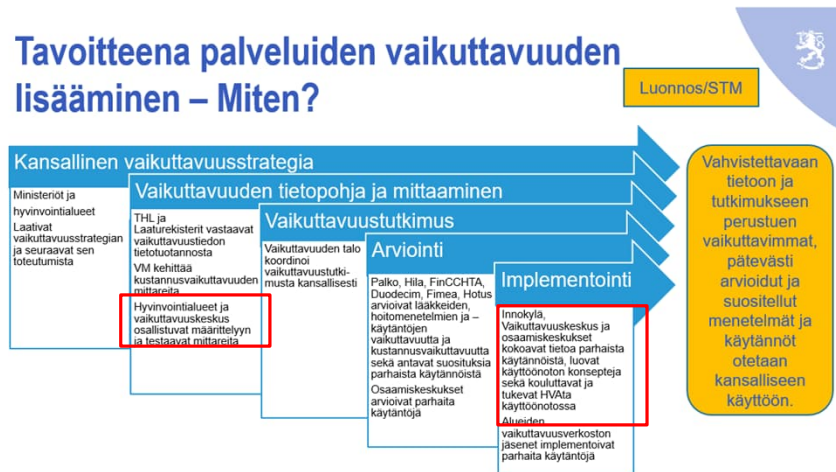 Tavoitteena palveluiden vaikuttavuuden
lisääminen – Miten?
Luonnos/STM
Kansallinen vaikuttavuusstrategia
Ministeriöt ja
hyvinvointialueet
Laativat
vaikuttavuusstrategian
ja seuraavat sen
toteutumista
Vaikuttavuuden tietopohja ja mittaaminen
THL ja
Laaturekisterit vastaavat
vaikuttavuustiedon
tietotuotannosta
VM kehittää
kustannusvaikuttavuuden
mittareita
Hyvinvointialueet ja
vaikuttavuuskeskus
osallistuvat määrittelyyn
ja testaavat mittareita
Vaikuttavuustutkimus
Vaikuttavuuden talo
koordinoi
vaikuttavuustutki-
musta kansallisesti
Arviointi
Palko, Hila, FinCCHTA,
Duodecim, Fimea, Hotus
arvioivat lääkkeiden,
hoitomenetelmien ja –
käytäntöjen
vaikuttavuutta ja
kustannusvaikuttavuutta
sekä antavat suosituksia
parhaista käytännöistä
Osaamiskeskukset
arvioivat parhaita
käytäntöjä
Implementointi
Innokylä,
Vaikuttavuuskeskus ja
osaamiskeskukset
kokoavat tietoa parhaista
käytännöistä, luovat
käyttöönoton konsepteja
sekä kouluttavat ja
tukevat HVAta
käyttöönotossa
Alueiden
vaikuttavuusverkoston
jäsenet implementoivat
parhaita käytäntöjä
Vahvistettavaan
tietoon ja
tutkimukseen
perustuen
vaikuttavimmat,
pätevästi
arvioidut ja
suositellut
menetelmät ja
käytännöt
otetaan
kansalliseen
käyttöön.